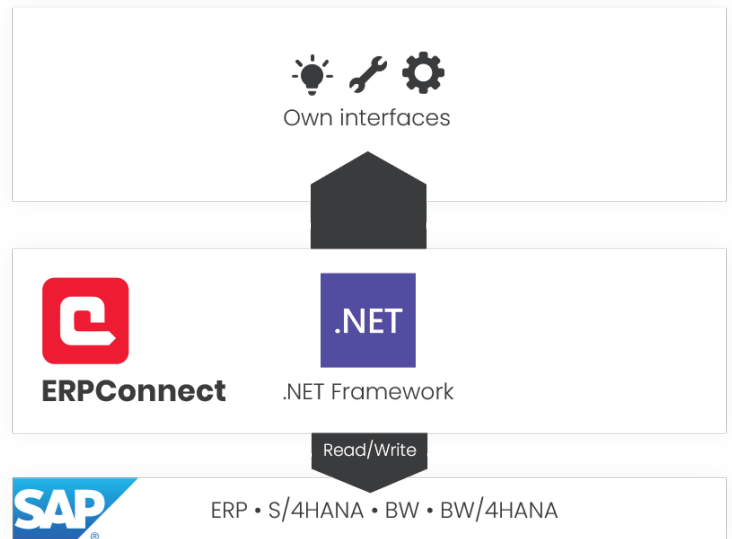 Own interfaces
.NET
ERPConnect
.NET Framework
Read/Write
SAP
®
ERP • S/4HANA • BW • BW/4HANA